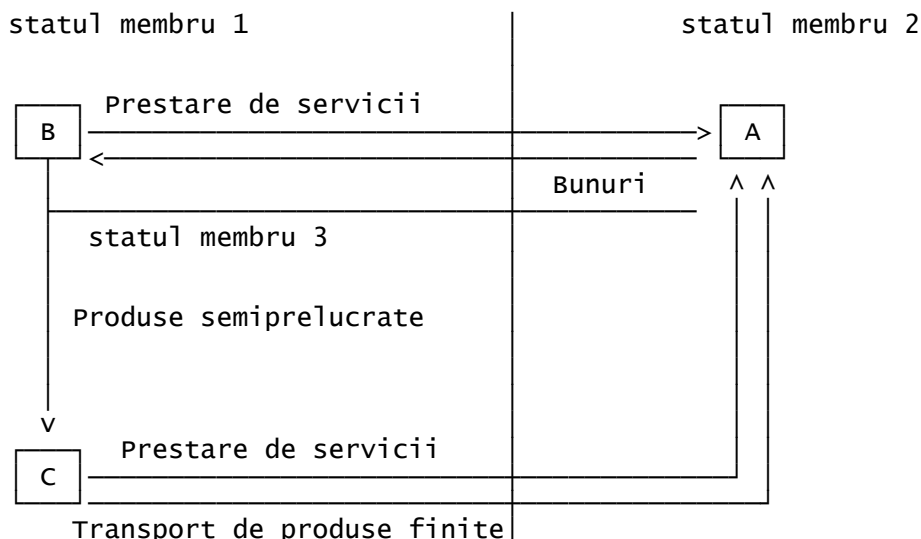 statul membru 1 statul membru 2
Prestare de servicii
B A
Bunuri
statul membru 3
Produse semiprelucrate
Prestare de servicii
C
Transport de produse finite